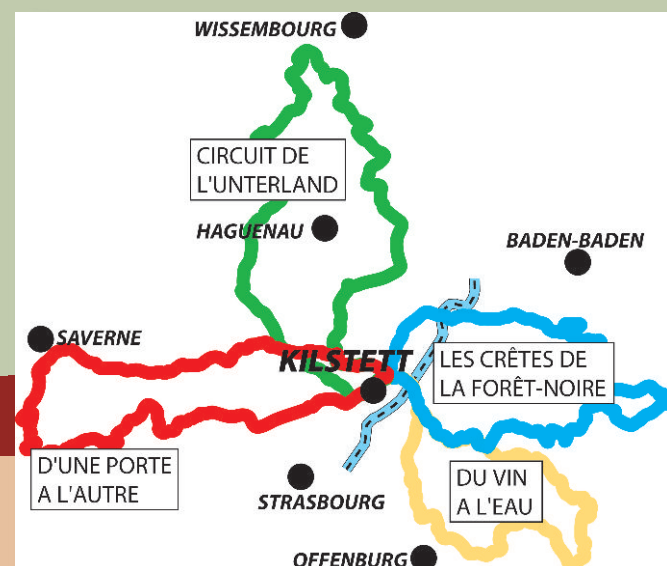 WISSEMBOURG
CIRCUIT DE
L'UNTERLAND
HAGUENAU
BADEN-BADEN
SAVERNE
KILSTETT
LES CRÊTES DE
LA FORÊT-NOIRE
D'UNE PORTE
A L'AUTRE
STRASBOURG
DU VIN
A L'EAU
OFFENBURG